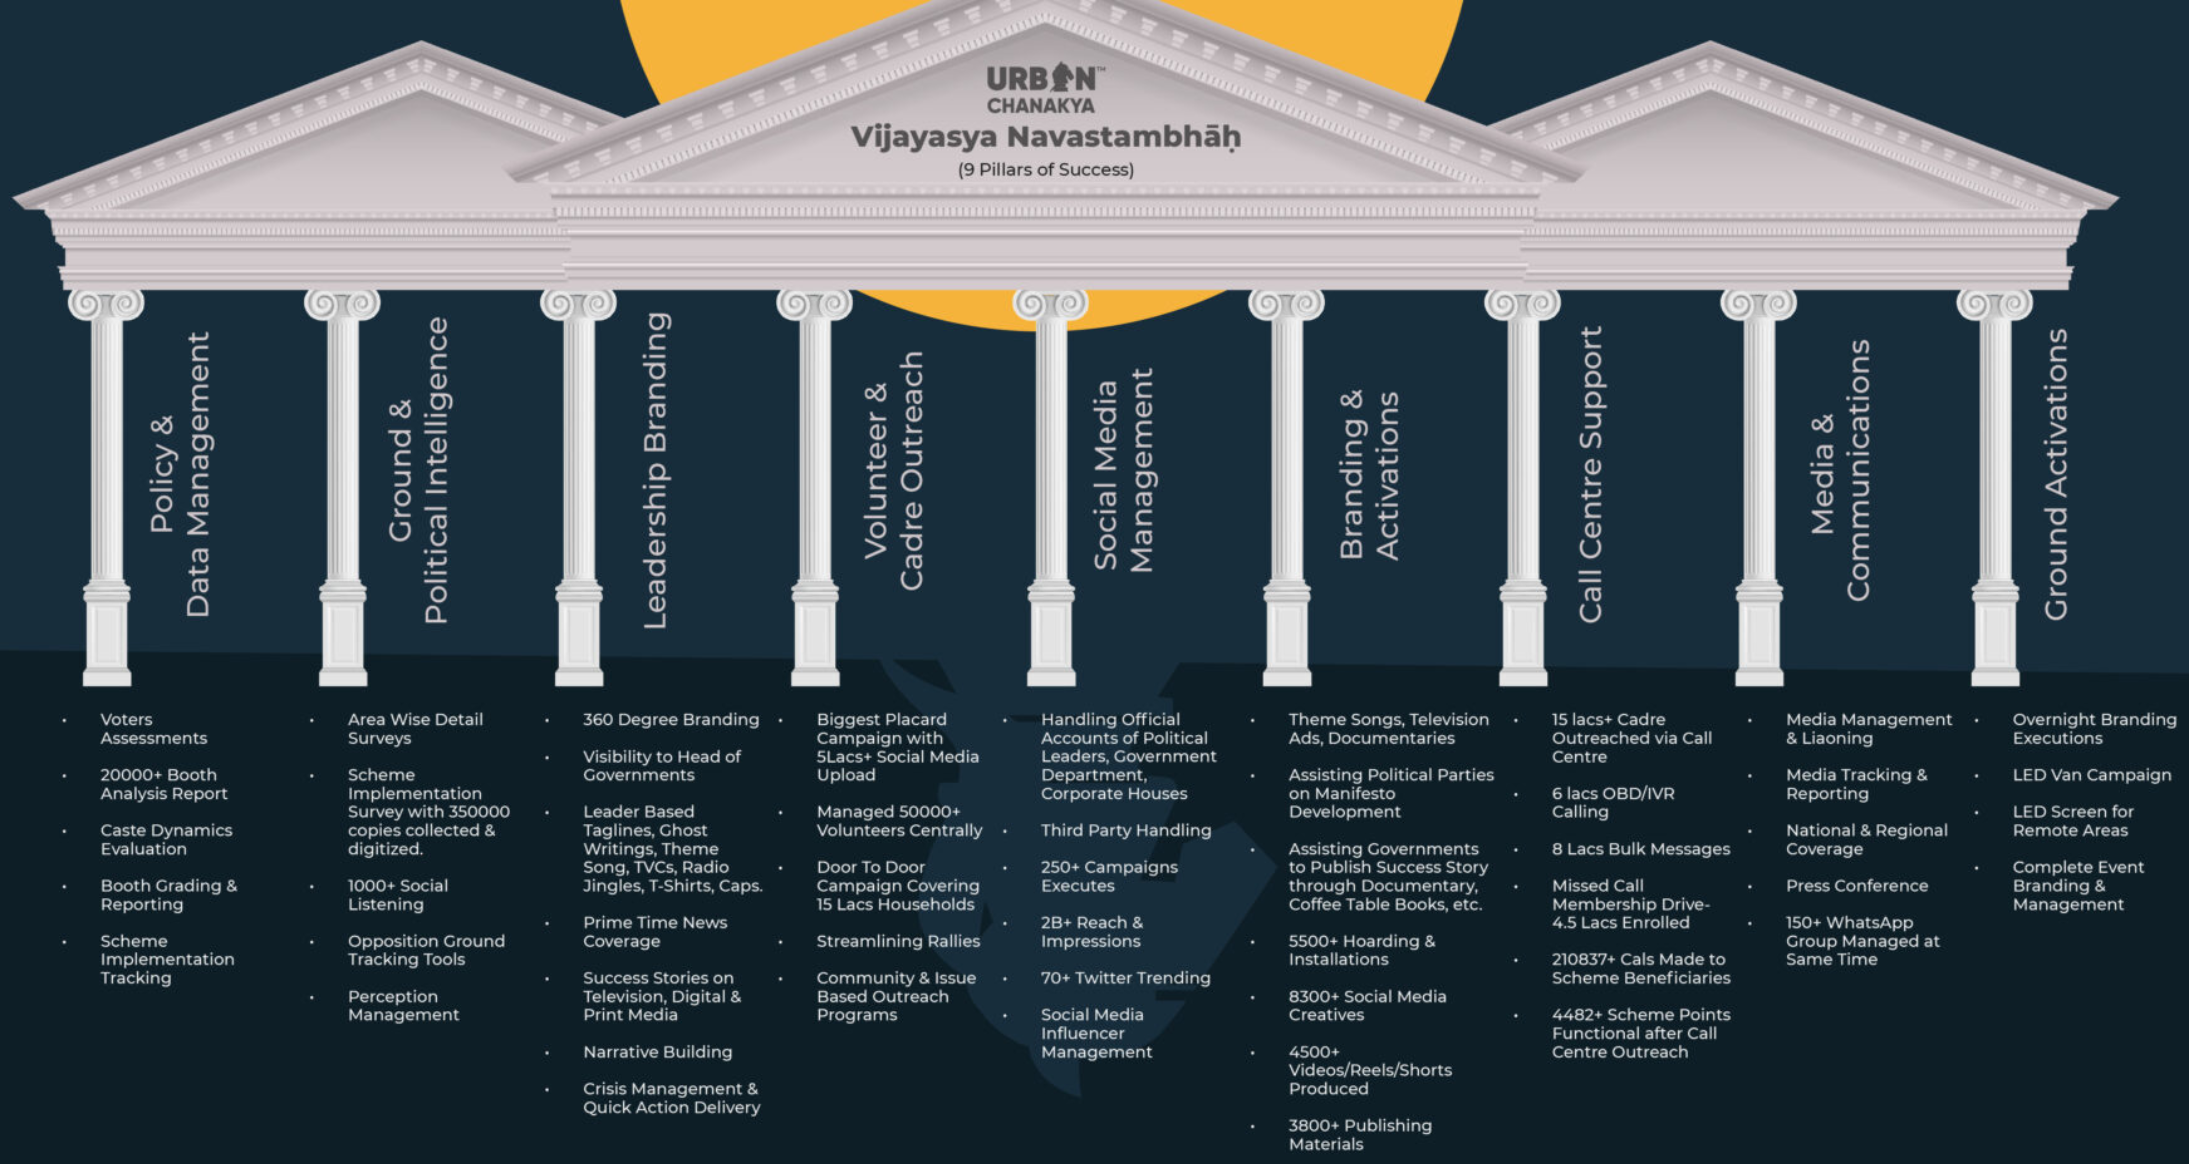 URBAN™
CHANAKYA
Vijayasya Navastambhāḥ
(9 Pillars of Success)
Policy &
Data Management
Ground &
Political Intelligence
Leadership Branding
Volunteer &
Cadre Outreach
Social Media
Management
Branding &
Activations
Call Centre Support
Media &
Communications
Ground Activations
• Voters
Assessments
• 20000+ Booth
Analysis Report
• Caste Dynamics
Evaluation
• Booth Grading &
Reporting
• Scheme
Implementation
Tracking
• Area Wise Detail
Surveys
• Scheme
Implementation
Survey with 350000
copies collected &
digitized.
• 1000+ Social
Listening
• Opposition Ground
Tracking Tools
• Perception
Management
• 360 Degree Branding
• Visibility to Head of
Governments
• Leader Based
Taglines, Ghost
Writings, Theme
Song, TVCs, Radio
Jingles, T-Shirts, Caps.
• Prime Time News
Coverage
• Success Stories on
Television, Digital &
Print Media
• Narrative Building
• Crisis Management &
Quick Action Delivery
• Biggest Placard
Campaign with
5Lacs+ Social Media
Upload
• Managed 50000+
Volunteers Centrally
• Door To Door
Campaign Covering
15 Lacs Households
• Streamlining Rallies
• Community & Issue
Based Outreach
Programs
• Handling Official
Accounts of Political
Leaders, Government
Department,
Corporate Houses
• Third Party Handling
• 250+ Campaigns
Executes
• 2B+ Reach &
Impressions
• 70+ Twitter Trending
• Social Media
Influencer
Management
• Theme Songs, Television
Ads, Documentaries
• Assisting Political Parties
on Manifesto
Development
• Assisting Governments
to Publish Success Story
through Documentary,
Coffee Table Books, etc.
• 5500+ Hoarding &
Installations
• 8300+ Social Media
Creatives
• 4500+
Videos/Reels/Shorts
Produced
• 3800+ Publishing
Materials
• 15 lacs+ Cadre
Outreached via Call
Centre
• 6 lacs OBD/IVR
Calling
• 8 Lacs Bulk Messages
• Missed Call
Membership Drive-
4.5 Lacs Enrolled
• 210837+ Cals Made to
Scheme Beneficiaries
• 4482+ Scheme Points
Functional after Call
Centre Outreach
• Media Management
& Liaoning
• Media Tracking &
Reporting
• National & Regional
Coverage
• Press Conference
• 150+ WhatsApp
Group Managed at
Same Time
• Overnight Branding
Executions
• LED Van Campaign
• LED Screen for
Remote Areas
• Complete Event
Branding &
Management